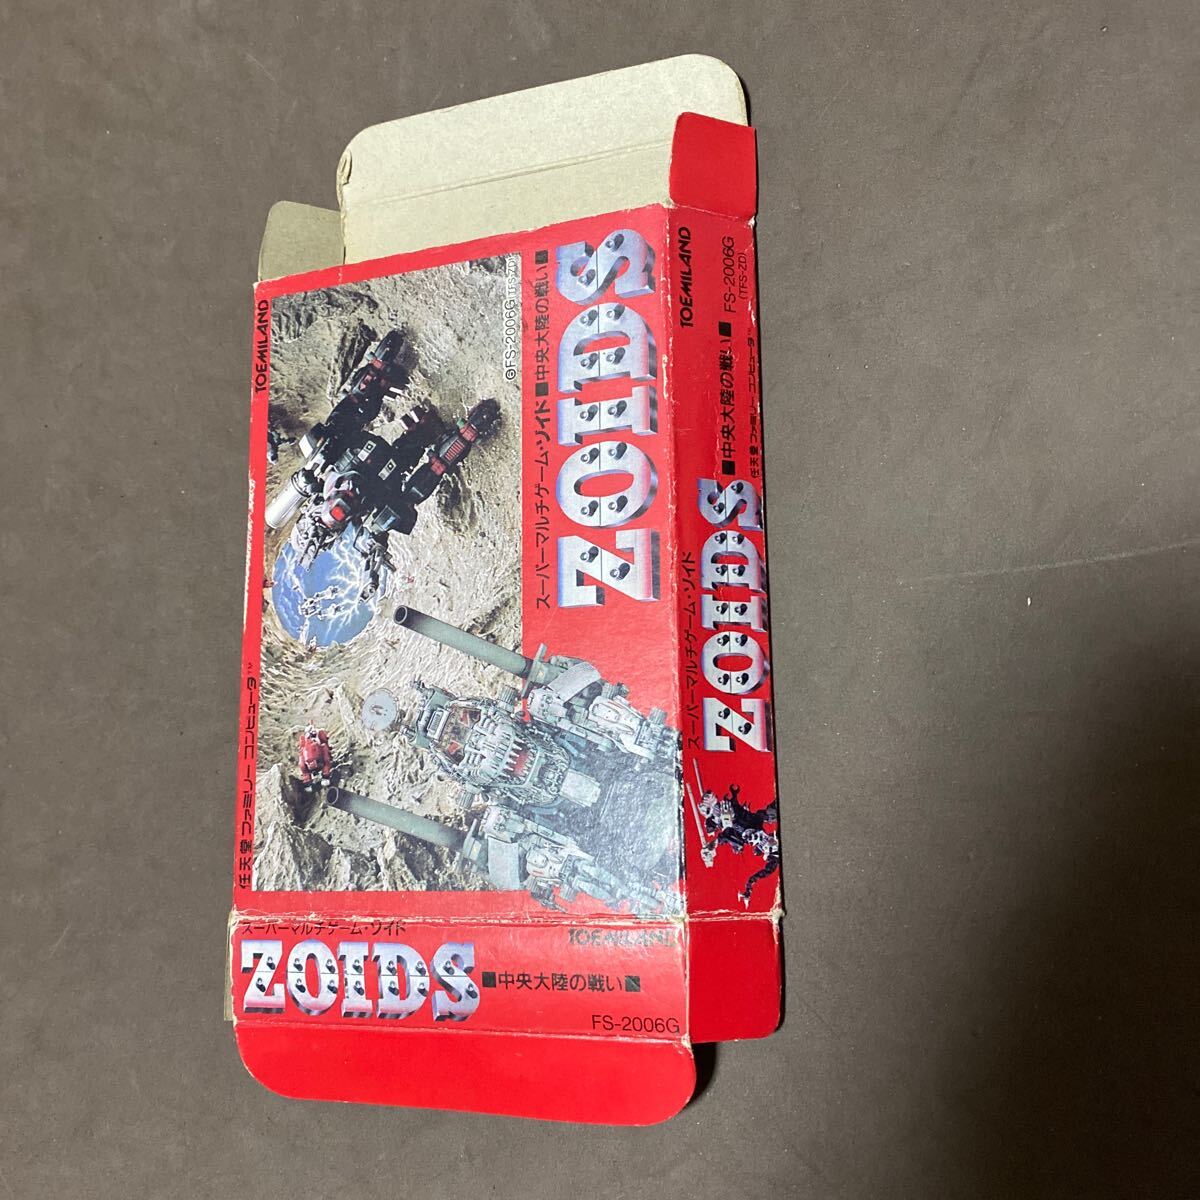 TOEMILAND
任天堂 ファミリー コンピュータ™
©FS-2006G(TFS-ZD)
スーパーマルチゲーム・ゾイド■中央大陸の戦い■
ZOIDS
TOEMILAND
FS-2006G
(TFS-ZD)
スーパーマルチゲーム・ゾイド
■中央大陸の戦い■
任天堂 ファミリー コンピュータ™
ZOIDS
スーパーマルチゲーム・ゾイド
TOEMILAND
ZOIDS
■中央大陸の戦い■
FS-2006G